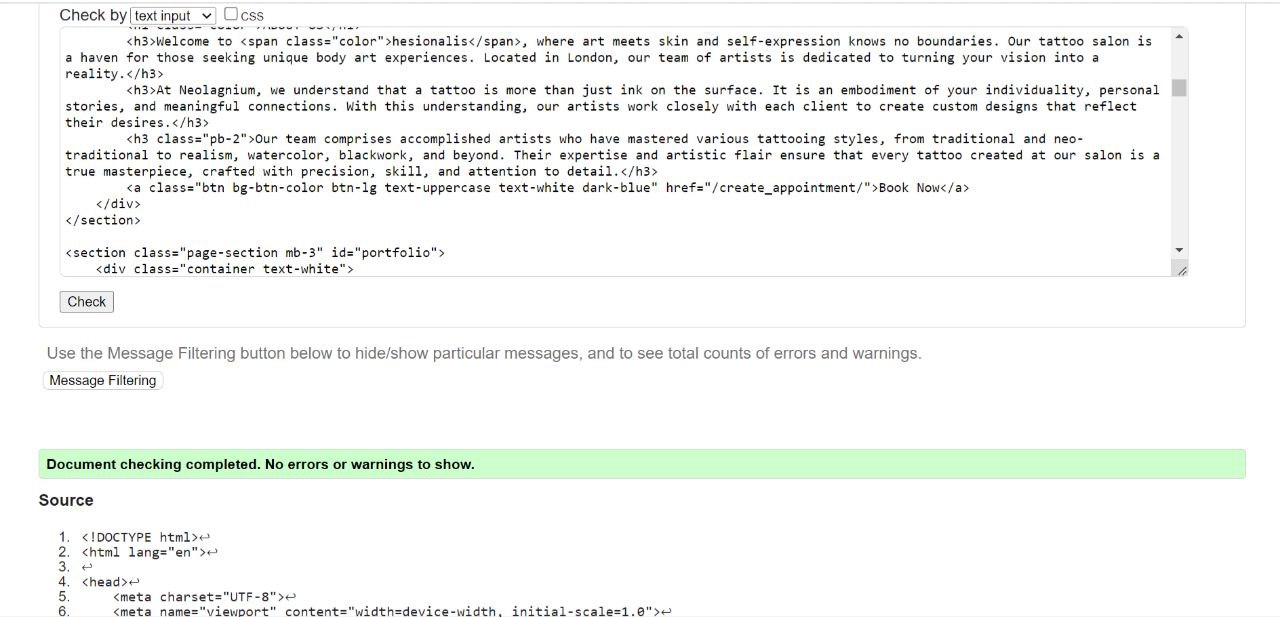 Check by text input CSS
<h3>Welcome to <span class="color">hesionalis</span>, where art meets skin and self-expression knows no boundaries. Our tattoo salon is
a haven for those seeking unique body art experiences. Located in London, our team of artists is dedicated to turning your vision into a
reality.</h3>
<h3>At Neolagnium, we understand that a tattoo is more than just ink on the surface. It is an embodiment of your individuality, personal
stories, and meaningful connections. With this understanding, our artists work closely with each client to create custom designs that reflect
their desires.</h3>
<h3 class="pb-2">Our team comprises accomplished artists who have mastered various tattooing styles, from traditional and neo-
traditional to realism, watercolor, blackwork, and beyond. Their expertise and artistic flair ensure that every tattoo created at our salon is a
true masterpiece, crafted with precision, skill, and attention to detail.</h3>
<a class="btn bg-btn-color btn-lg text-uppercase text-white dark-blue" href="/create_appointment/">Book Now</a>
</div>
</section>
<section class="page-section mb-3" id="portfolio">
<div class="container text-white">
Check
Use the Message Filtering button below to hide/show particular messages, and to see total counts of errors and warnings.
Message Filtering
Document checking completed. No errors or warnings to show.
Source
1. <!DOCTYPE html>↩
2. <html lang="en">↩
3. ↩
4. <head>↩
5. <meta charset="UTF-8">↩
6. <meta name="viewport" content="width=device-width, initial-scale=1.0">↩